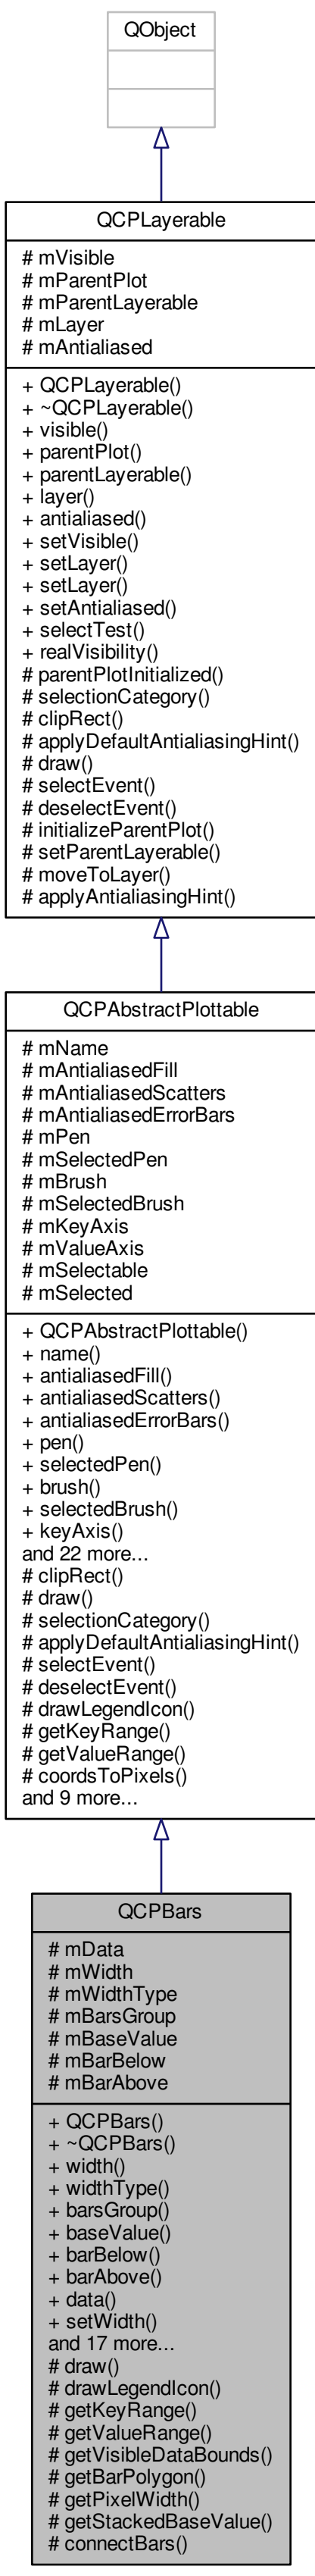 QObject
QCPLayerable
# mVisible
# mParentPlot
# mParentLayerable
# mLayer
# mAntialiased
+ QCPLayerable()
+ ~QCPLayerable()
+ visible()
+ parentPlot()
+ parentLayerable()
+ layer()
+ antialiased()
+ setVisible()
+ setLayer()
+ setLayer()
+ setAntialiased()
+ selectTest()
+ realVisibility()
# parentPlotInitialized()
# selectionCategory()
# clipRect()
# applyDefaultAntialiasingHint()
# draw()
# selectEvent()
# deselectEvent()
# initializeParentPlot()
# setParentLayerable()
# moveToLayer()
# applyAntialiasingHint()
QCPAbstractPlottable
# mName
# mAntialiasedFill
# mAntialiasedScatters
# mAntialiasedErrorBars
# mPen
# mSelectedPen
# mBrush
# mSelectedBrush
# mKeyAxis
# mValueAxis
# mSelectable
# mSelected
+ QCPAbstractPlottable()
+ name()
+ antialiasedFill()
+ antialiasedScatters()
+ antialiasedErrorBars()
+ pen()
+ selectedPen()
+ brush()
+ selectedBrush()
+ keyAxis()
and 22 more...
# clipRect()
# draw()
# selectionCategory()
# applyDefaultAntialiasingHint()
# selectEvent()
# deselectEvent()
# drawLegendIcon()
# getKeyRange()
# getValueRange()
# coordsToPixels()
and 9 more...
QCPBars
# mData
# mWidth
# mWidthType
# mBarsGroup
# mBaseValue
# mBarBelow
# mBarAbove
+ QCPBars()
+ ~QCPBars()
+ width()
+ widthType()
+ barsGroup()
+ baseValue()
+ barBelow()
+ barAbove()
+ data()
+ setWidth()
and 17 more...
# draw()
# drawLegendIcon()
# getKeyRange()
# getValueRange()
# getVisibleDataBounds()
# getBarPolygon()
# getPixelWidth()
# getStackedBaseValue()
# connectBars()